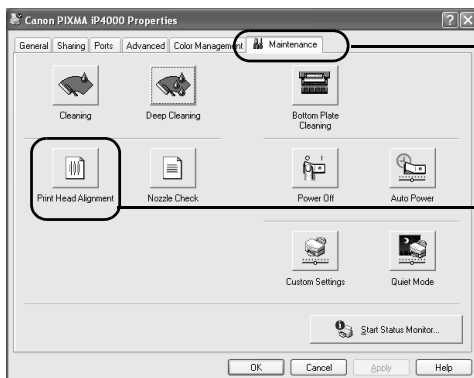 Canon PIXMA iP4000 Properties
General Sharing Ports Advanced Color Management Maintenance
Cleaning Deep Cleaning Bottom Plate
Cleaning
Print Head Alignment Nozzle Check Power Off Auto Power
Custom Settings Quiet Mode
Start Status Monitor...
OK Cancel Apply Help